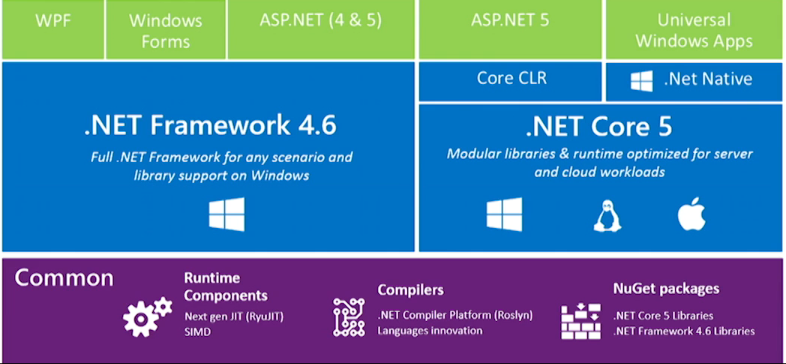 WPF
Windows
Forms
ASP.NET (4 & 5)
ASP.NET 5
Universal
Windows Apps
Core CLR
.Net Native
.NET Framework 4.6
Full .NET Framework for any scenario and
library support on Windows
.NET Core 5
Modular libraries & runtime optimized for server
and cloud workloads
Common
Runtime
Components
Next gen JIT (RyuJIT)
SIMD
Compilers
.NET Compiler Platform (Roslyn)
Languages innovation
NuGet packages
.NET Core 5 Libraries
.NET Framework 4.6 Libraries